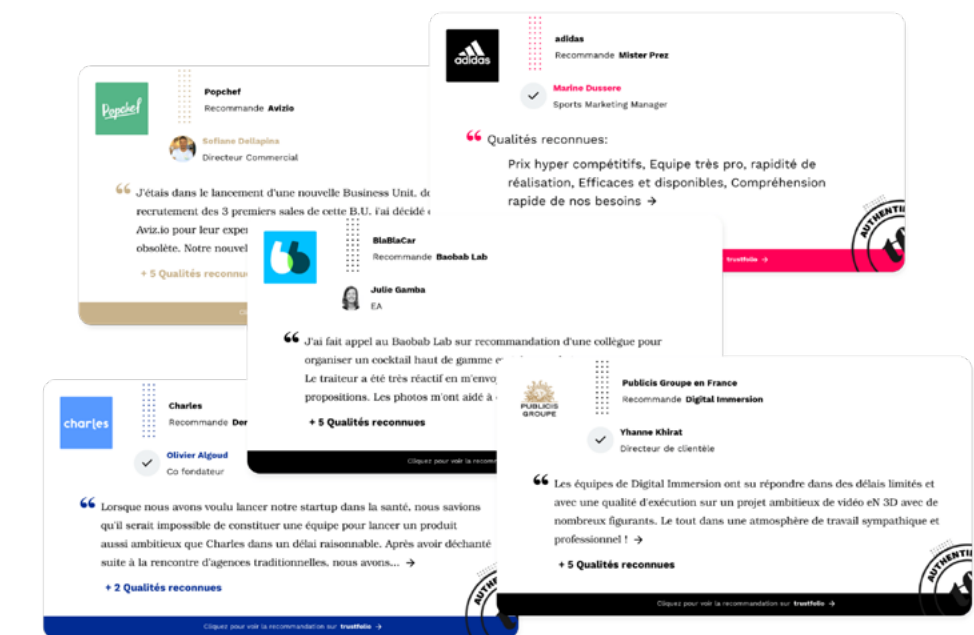 adidas
adidas
Recommande Mister Prez
Marine Dussere
Sports Marketing Manager
“ Qualités reconnues:
Prix hyper compétitifs, Equipe très pro, rapidité de
réalisation, Efficaces et disponibles, Compréhension
rapide de nos besoins →
AUTHENTI
trustfolio →
Popchef
Popchef
Recommande Avizio
Sofiane Dellapina
Directeur Commercial
“ J'étais dans le lancement d'une nouvelle Business Unit,
recrutement des 3 premiers sales de cette B.U. j'ai décidé
Aviz.io pour leur
obsolète. Notre
+ 5 Qualités
BlaBlaCar
Recommande Baobab Lab
Julie Gamba
EA
“ J'ai fait appel au Baobab Lab sur recommandation d'une collègue pour
organiser un cocktail haut de gamme
Le traiteur a été très réactif en
propositions. Les photos m'ont aidé à
+ 5 Qualités reconnues
Cliquez pour voir la
charles
Charles
Recommande
Olivier Algoud
Co fondateur
“ Lorsque nous avons voulu lancer notre startup dans la santé, nous savions
qu'il serait impossible de constituer une équipe pour lancer un produit
aussi ambitieux que Charles dans un délai raisonnable. Après avoir déchanté
suite à la rencontre d'agences traditionnelles, nous avons... →
+ 2 Qualités reconnues
Cliquez pour voir la recommandation sur trustfolio →
PUBLICIS
GROUPE
Publicis Groupe en France
Recommande Digital Immersion
Yhanne Khirat
Directeur de clientèle
“ Les équipes de Digital Immersion ont su répondre dans des délais limités et
avec une qualité d'exécution sur un projet ambitieux de vidéo eN 3D avec de
nombreux figurants. Le tout dans une atmosphère de travail sympathique et
professionnel ! →
+ 5 Qualités reconnues
AUTHENTI
Cliquez pour voir la recommandation sur trustfolio →